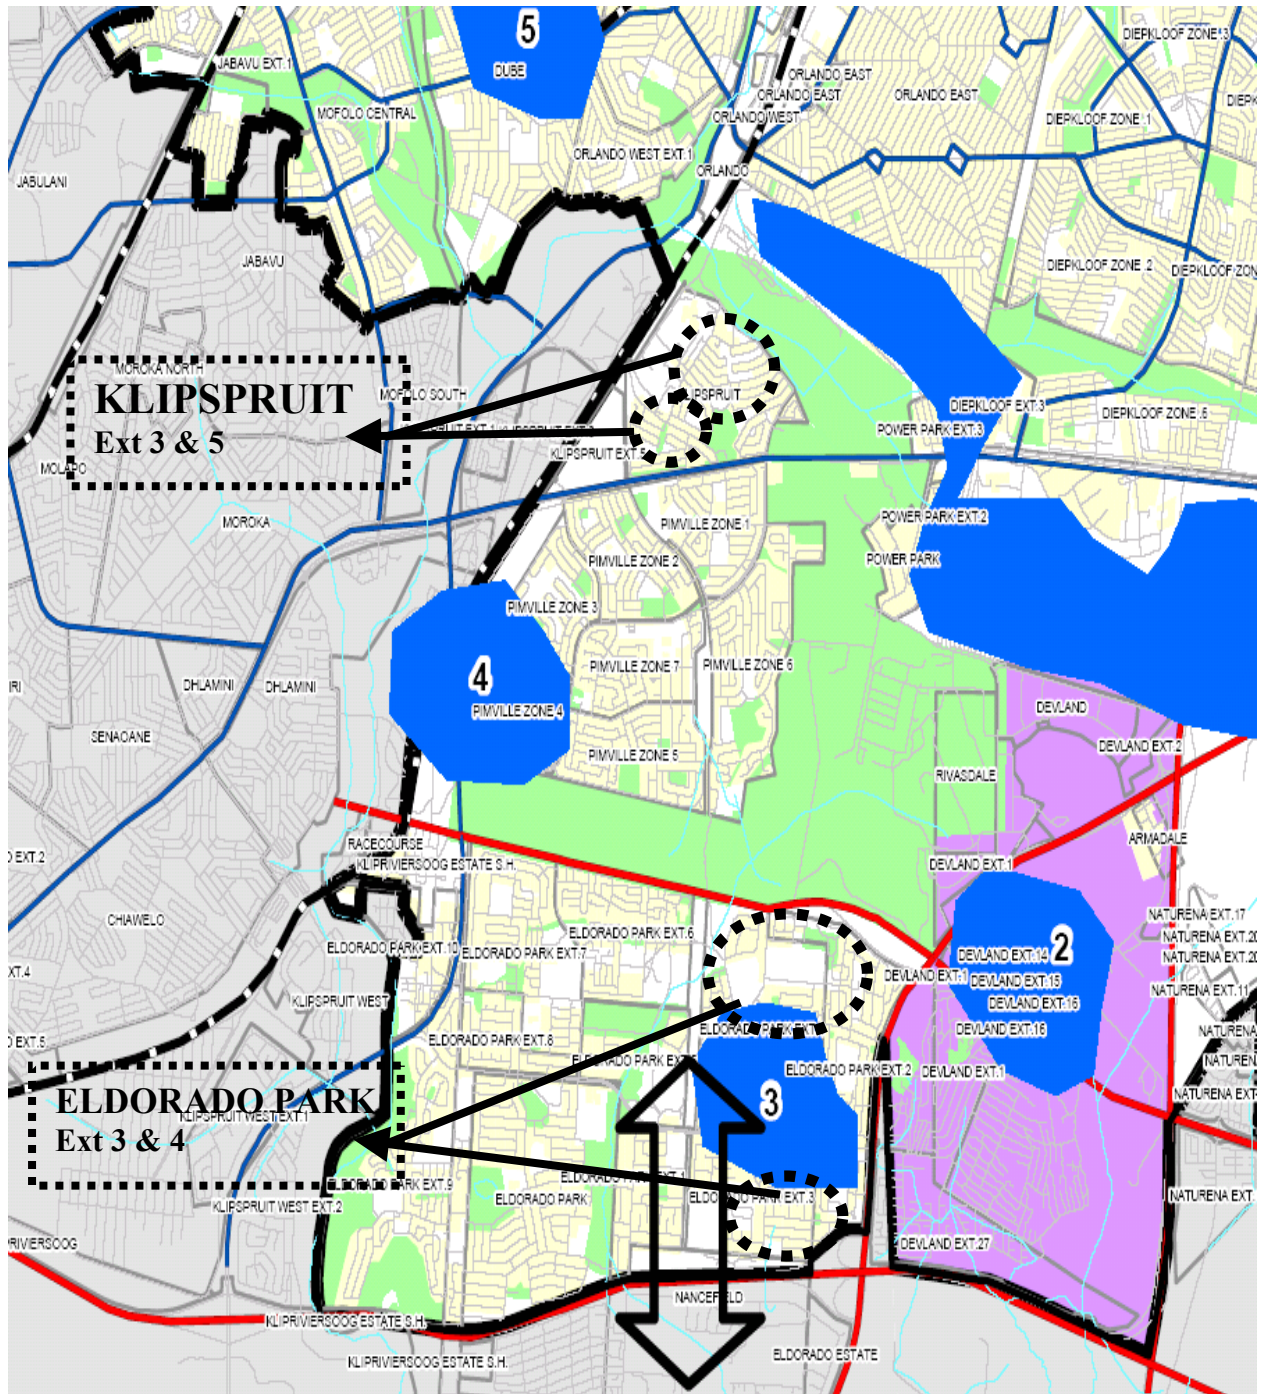 5
DIEPKLOOF ZONE .3
JABAVU EXT.1
DUBE
ORLANDO EAST
ORLANDO EAST
ORLANDO EAST
MOFOLO CENTRAL
ORLANDO WEST
DIEPKLOOF ZONE .1
ORLANDO WEST EXT.1
ORLANDO
JABULANI
JABAVU
DIEPKLOOF ZONE .2
MOROKA NORTH
KLIPSPRUIT
Ext 3 & 5
MOFOLO SOUTH
DIEPKLOOF EXT.3
DIEPKLOOF ZONE .5
POWER PARK EXT.3
KLIPSPRUIT EXT.5
MOLAPO
MOROKA
PIMVILLE ZONE 1
POWER PARK EXT.2
PIMVILLE ZONE 2
POWER PARK
PIMVILLE ZONE 3
PIMVILLE ZONE 7
PIMVILLE ZONE 6
4
DHLAMINI
DHLAMINI
PIMVILLE ZONE 4
DEVLAND
SENAOANE
DEVLAND EXT.2
PIMVILLE ZONE 5
RIVASDALE
RACECOURSE
ARMADALE
KLIPRIVIERSOOG ESTATE S.H.
DEVLAND EXT.1
CHIAWELO
NATURENA EXT.17
ELDORADO PARK EXT.6
ELDORADO PARK EXT.10
ELDORADO PARK EXT.7
2
DEVLAND EXT.14
DEVLAND EXT.1
DEVLAND EXT.15
NATURENA EXT.11
KLIPSPRUIT WEST
DEVLAND EXT.16
DEVLAND EXT.16
ELDORADO PARK EXT.8
ELDORADO PARK EXT.2
DEVLAND EXT.1
ELDORADO PARK
Ext 3 & 4
KLIPSPRUIT WEST EXT.1
3
ELDORADO PARK EXT.1
ELDORADO PARK EXT.9
ELDORADO PARK
ELDORADO PARK EXT.3
KLIPSPRUIT WEST EXT.2
DEVLAND EXT.27
NANCEFIELD
KLIPRIVIERSOOG ESTATE S.H.
KLIPRIVIERSOOG ESTATE S.H.
ELDORADO ESTATE